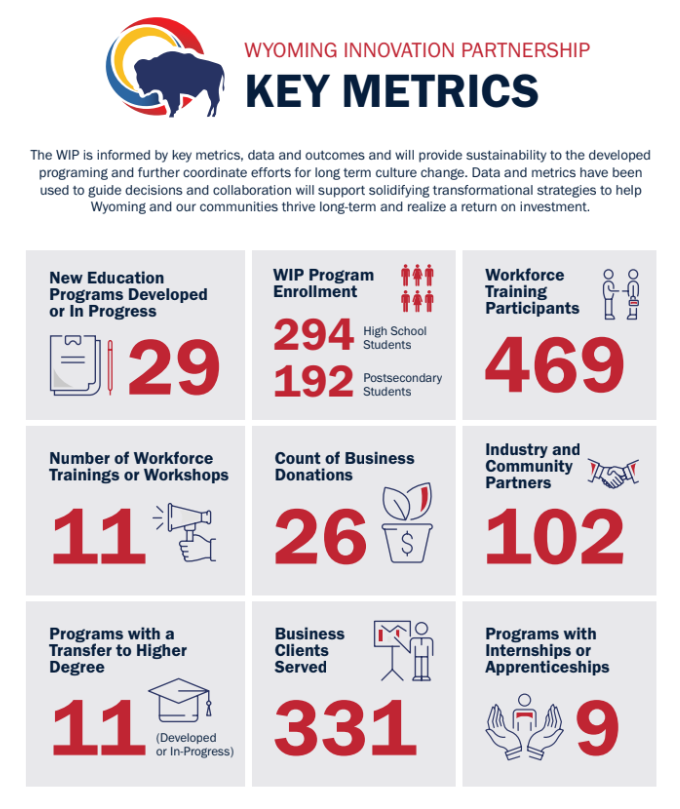 WYOMING INNOVATION PARTNERSHIP
KEY METRICS
The WIP is informed by key metrics, data and outcomes and will provide sustainability to the developed
programing and further coordinate efforts for long term culture change. Data and metrics have been
used to guide decisions and collaboration will support solidifying transformational strategies to help
Wyoming and our communities thrive long-term and realize a return on investment.
New Education
Programs Developed
or In Progress
29
WIP Program
Enrollment
294 High School
Students
192 Postsecondary
Students
Workforce
Training
Participants
469
Number of Workforce
Trainings or Workshops
11
Count of Business
Donations
26
$
Industry and
Community
Partners
102
Programs with a
Transfer to Higher
Degree
11
(Developed
or In-Progress)
Business
Clients
Served
331
Programs with
Internships or
Apprenticeships
9